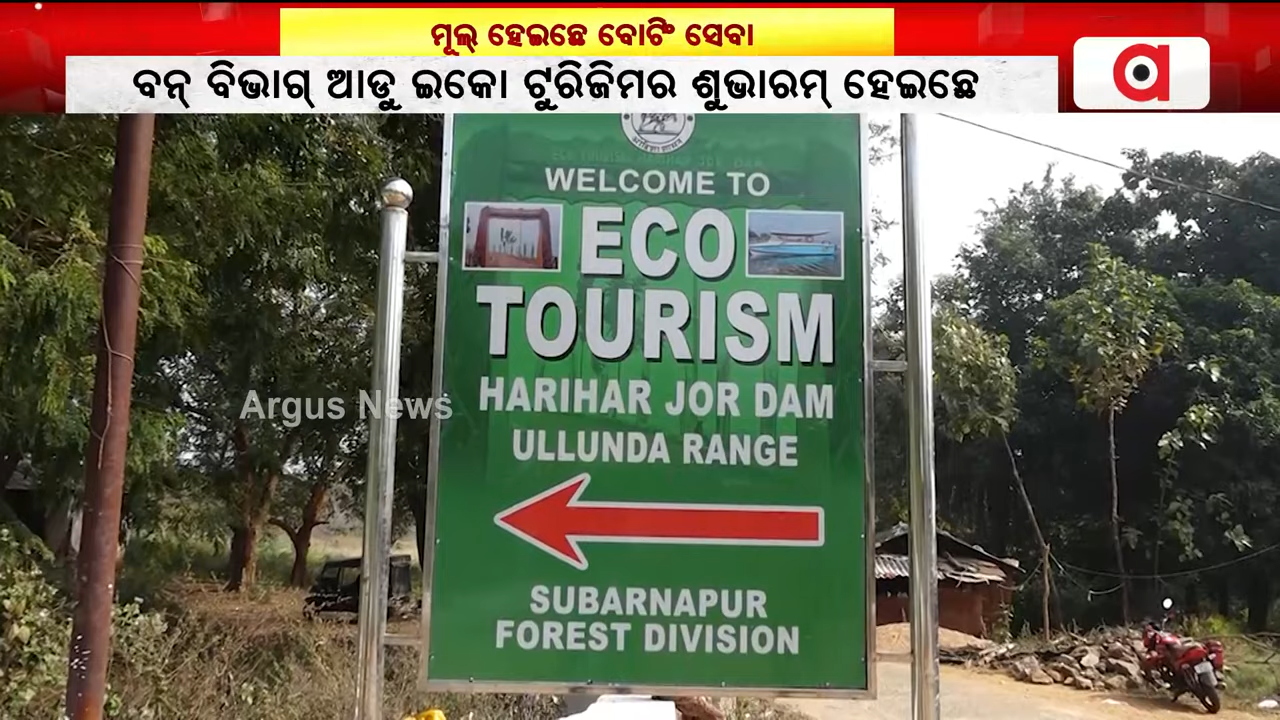 ମୂଲ୍ ହେଇଛେ ବୋଟିଂ ସେବା
ବନ୍ ବିଭାଗ୍ ଆଡୁ ଇକୋ ଟୁରିଜିମର ଶୁଭାରମ୍ ହେଇଛେ
a
WELCOME TO
ECO
TOURISM
HARIHAR JOR DAM
ULLUNDA RANGE
SUBARNAPUR
FOREST DIVISION
Argus News